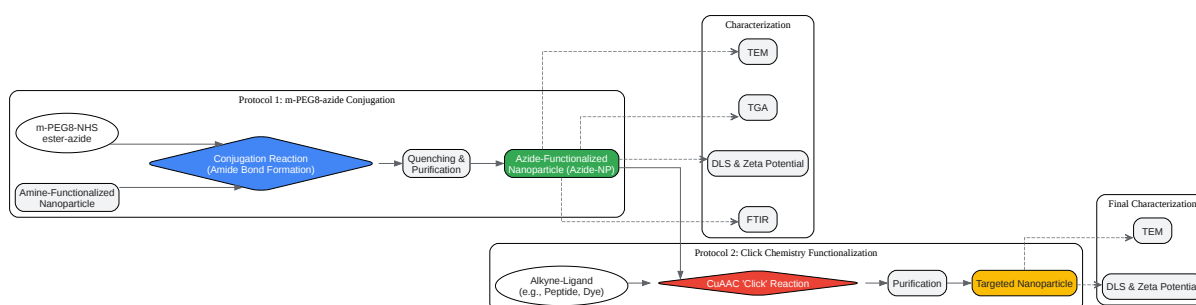 Characterization
TEM
TGA
DLS & Zeta Potential
FTIR
Protocol 1: m-PEG8-azide Conjugation
m-PEG8-NHS
ester-azide
Conjugation Reaction
(Amide Bond Formation)
Quenching &
Purification
Azide-Functionalized
Nanoparticle (Azide-NP)
Amine-Functionalized
Nanoparticle
Protocol 2: Click Chemistry Functionalization
Alkyne-Ligand
(e.g., Peptide, Dye)
CuAAC 'Click' Reaction
Purification
Targeted Nanoparticle
Final Characterization
TEM
DLS & Zeta Potential